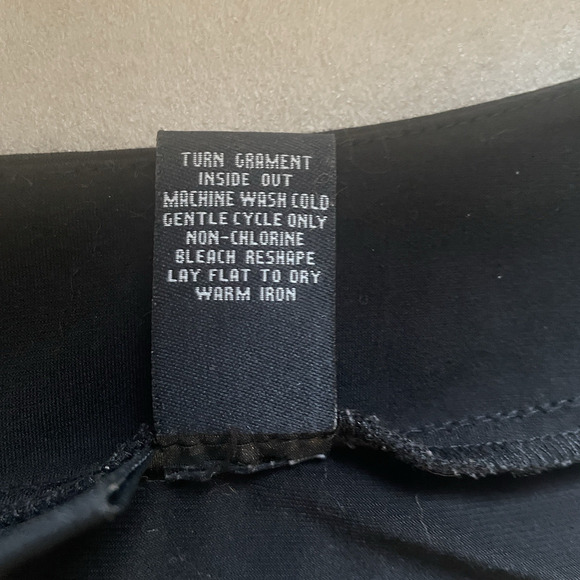 TURN GRAMENT
INSIDE OUT
MACHINE WASH COLD
GENTLE CYCLE ONLY
NON-CHLORINE
BLEACH RESHAPE
LAY FLAT TO DRY
WARM IRON